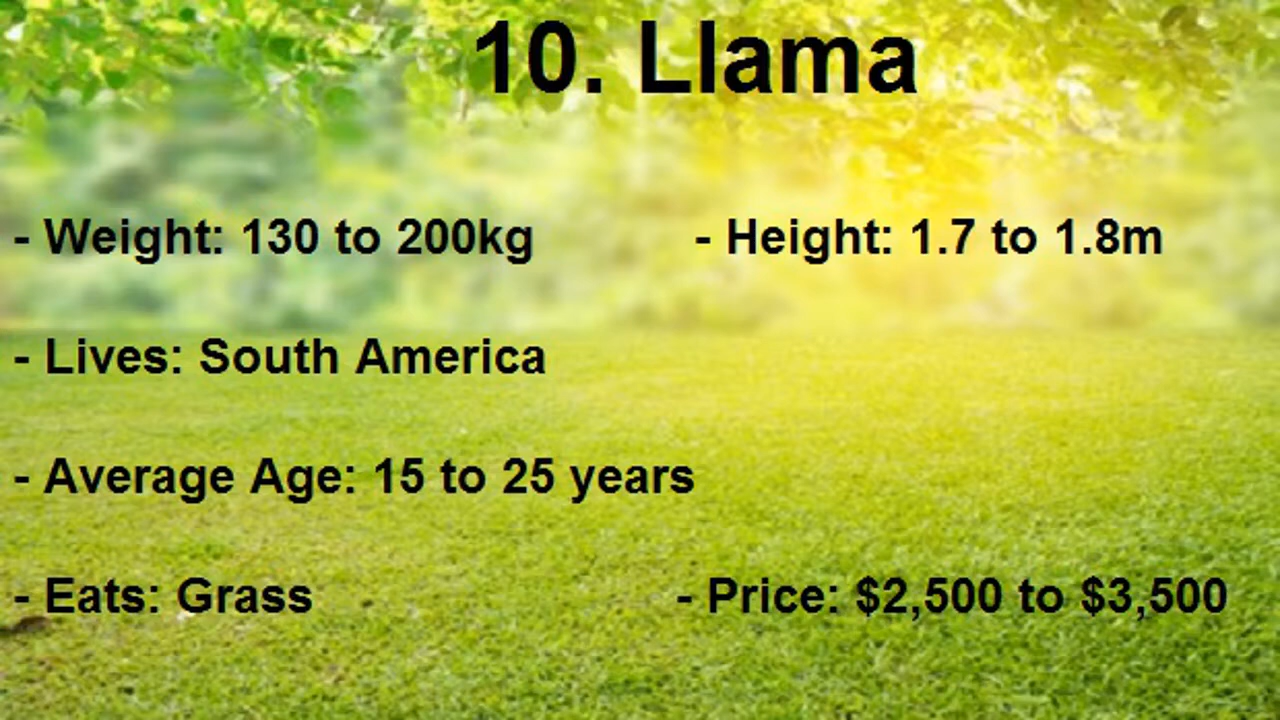 10. Llama
- Weight: 130 to 200kg - Height: 1.7 to 1.8m
- Lives: South America
- Average Age: 15 to 25 years
- Eats: Grass - Price: $2,500 to $3,500